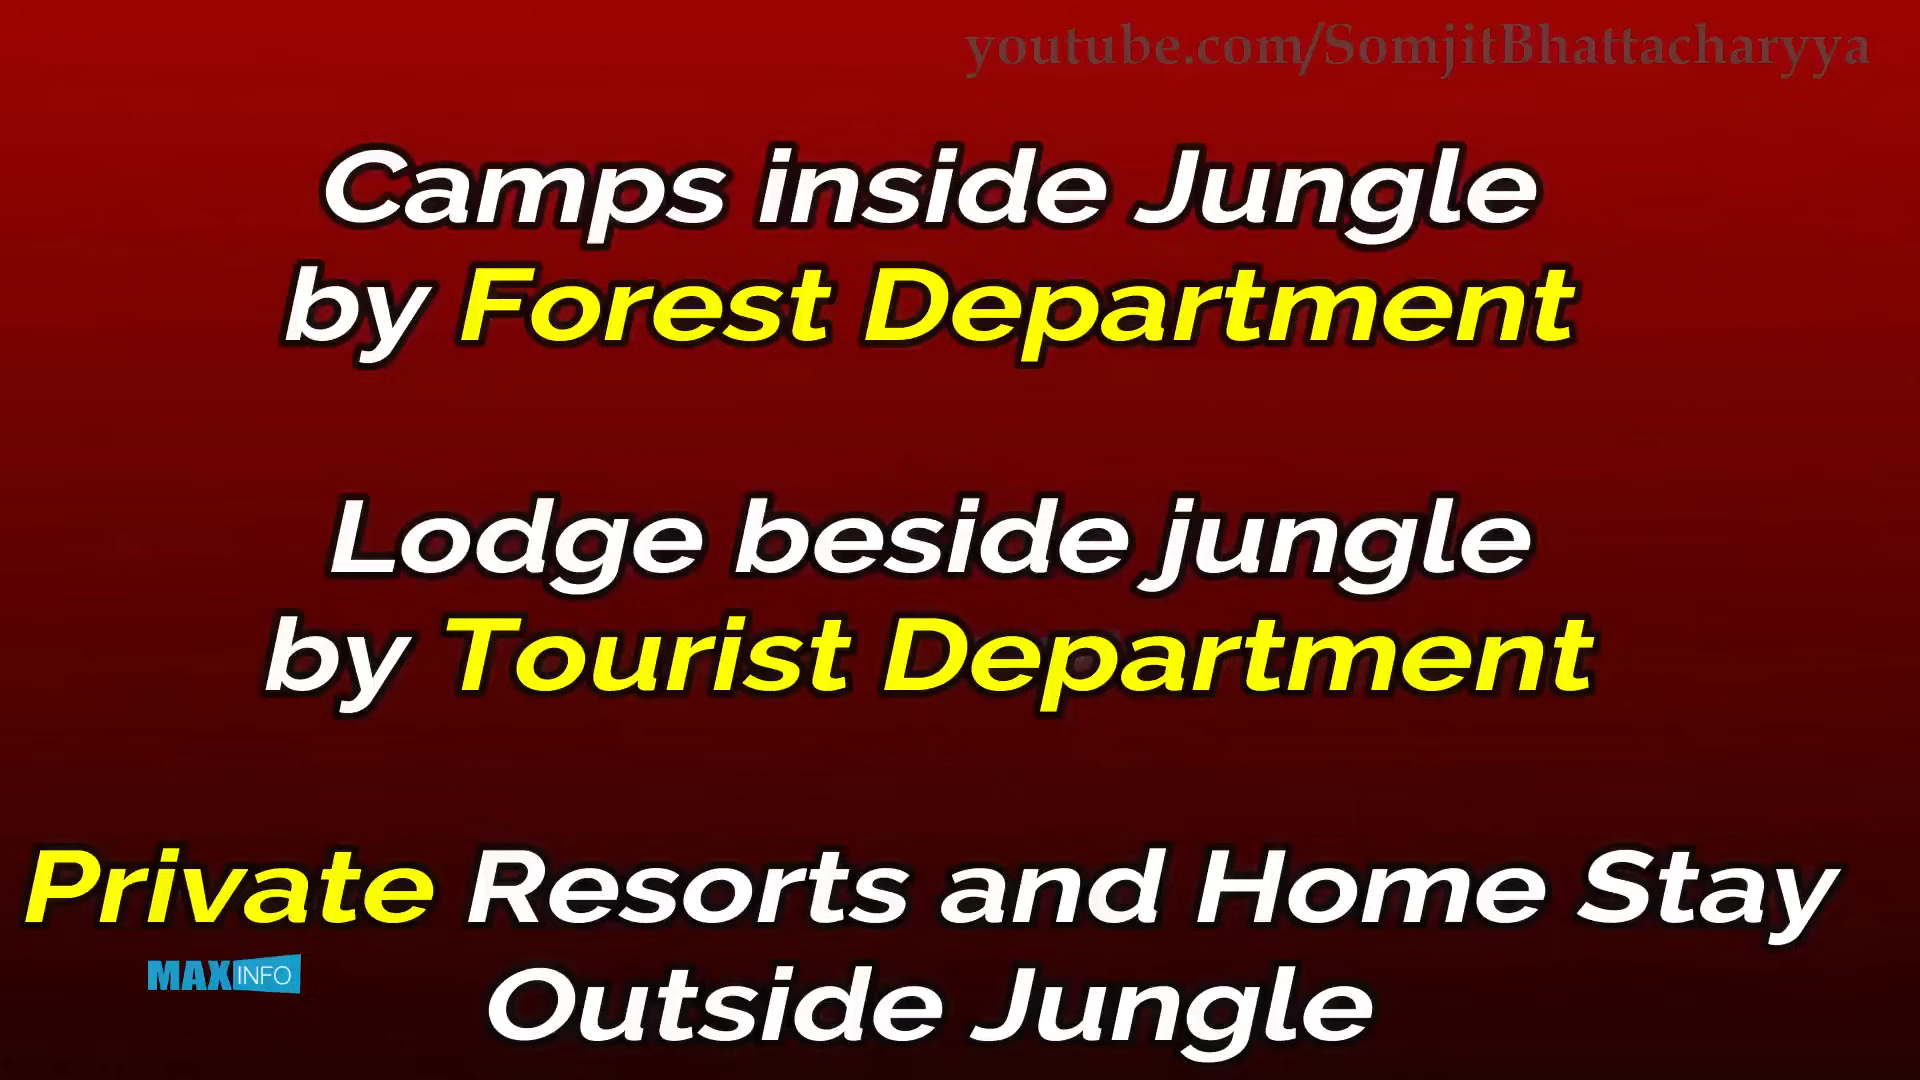 youtube.com/SomjitBhattacharyya
Camps inside Jungle
by Forest Department
Lodge beside jungle
by Tourist Department
Private Resorts and Home Stay
Outside Jungle
MAXINFO